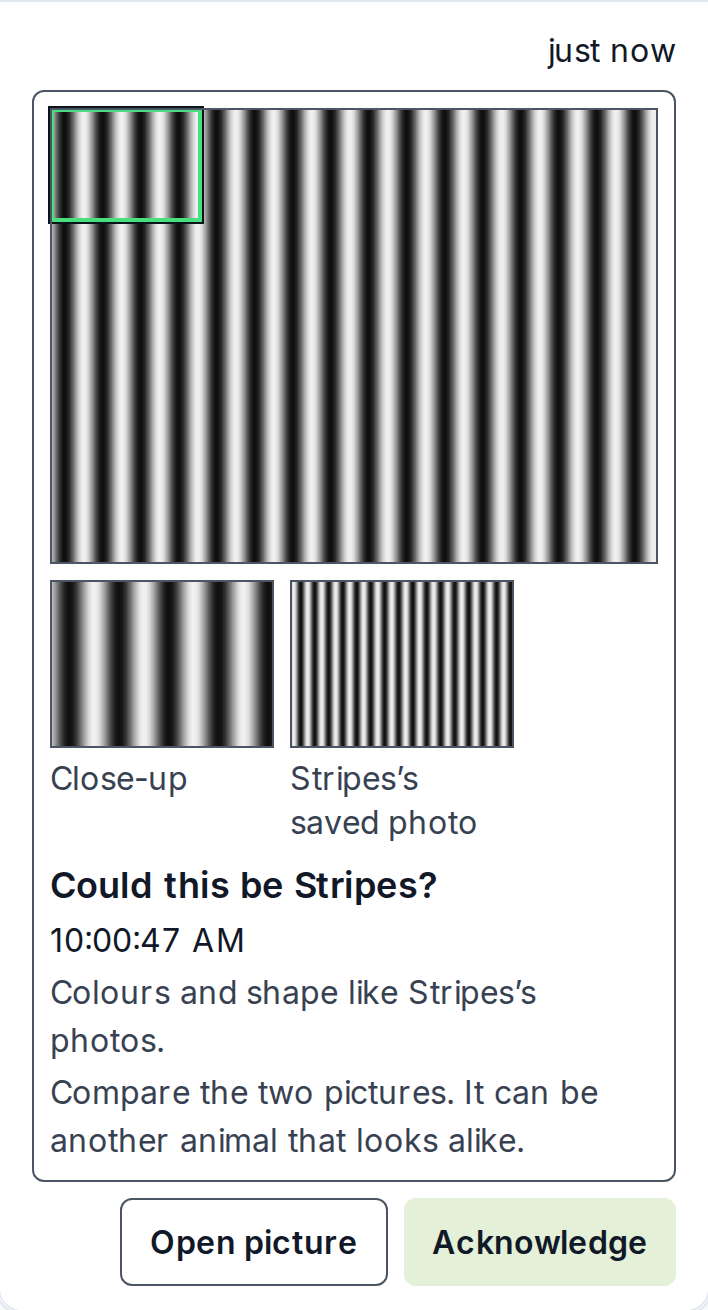 just now
Close-up
Stripes’s
saved photo
Could this be Stripes?
10:00:47 AM
Colours and shape like Stripes’s
photos.
Compare the two pictures. It can be
another animal that looks alike.
Open picture
Acknowledge